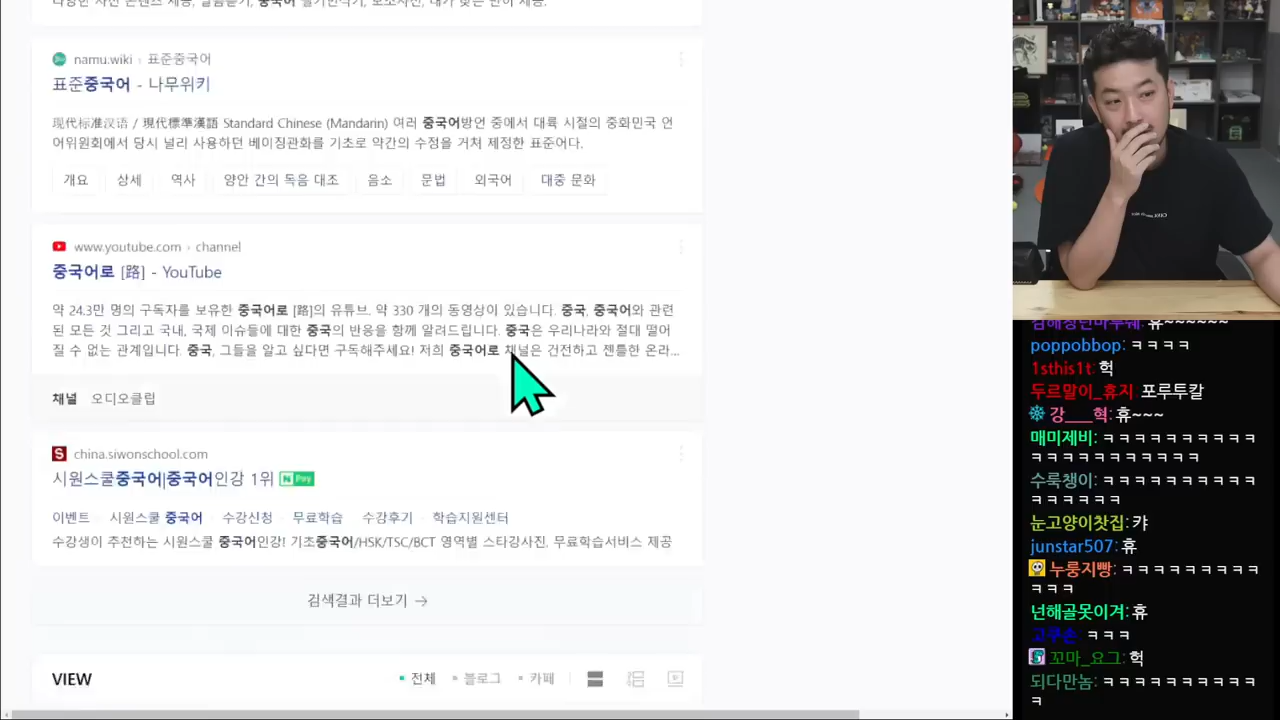 namu.wiki › 표준중국어
표준중국어 - 나무위키
现代标准汉语 / 現代標準漢語 Standard Chinese (Mandarin) 여러 중국어방언 중에서 대륙 시절의 중화민국 언
어위원회에서 당시 널리 사용하던 베이징관화를 기초로 약간의 수정을 거쳐 제정한 표준어다.
개요 상세 역사 양안 간의 독음 대조 음소 문법 외국어 대중 문화
www.youtube.com › channel
중국어로 [路] - YouTube
약 24.3만 명의 구독자를 보유한 중국어로 [路]의 유튜브. 약 330 개의 동영상이 있습니다. 중국, 중국어와 관련
된 모든 것 그리고 국내, 국제 이슈들에 대한 중국의 반응을 함께 알려드립니다. 중국은 우리나라와 절대 떨어
질 수 없는 관계입니다. 중국, 그들을 알고 싶다면 구독해주세요! 저희 중국어로 채널은 건전하고 젠틀한 온라...
채널 오디오클립
china.siwonschool.com
시원스쿨중국어|중국어인강 1위 N Pay
이벤트 시원스쿨 중국어 수강신청 무료학습 수강후기 학습지원센터
수강생이 추천하는 시원스쿨 중국어인강! 기초중국어/HSK/TSC/BCT 영역별 스타강사진, 무료학습서비스 제공
검색결과 더보기 →
VIEW
전체 블로그 카페
poppobbop: ㅋㅋㅋㅋ
1sthis1t: 헉
두르말이_휴지: 포루투칼
강___혁: 휴~~~
매미제비: ㅋㅋㅋㅋㅋㅋㅋㅋㅋㅋㅋ
ㅋㅋㅋㅋㅋㅋㅋㅋㅋㅋㅋ
수룩챙이: ㅋㅋㅋㅋㅋㅋㅋㅋㅋㅋㅋ
ㅋㅋㅋㅋㅋㅋ
눈고양이찻집: 캬
junstar507: 휴
누룽지빵: ㅋㅋㅋㅋㅋㅋㅋㅋㅋㅋ
ㅋㅋㅋ
넌해골못이겨: 휴
ㅋㅋㅋ
꼬마_요그: 헉
되다만놈: ㅋㅋㅋㅋㅋㅋㅋㅋㅋㅋㅋ
ㅋ